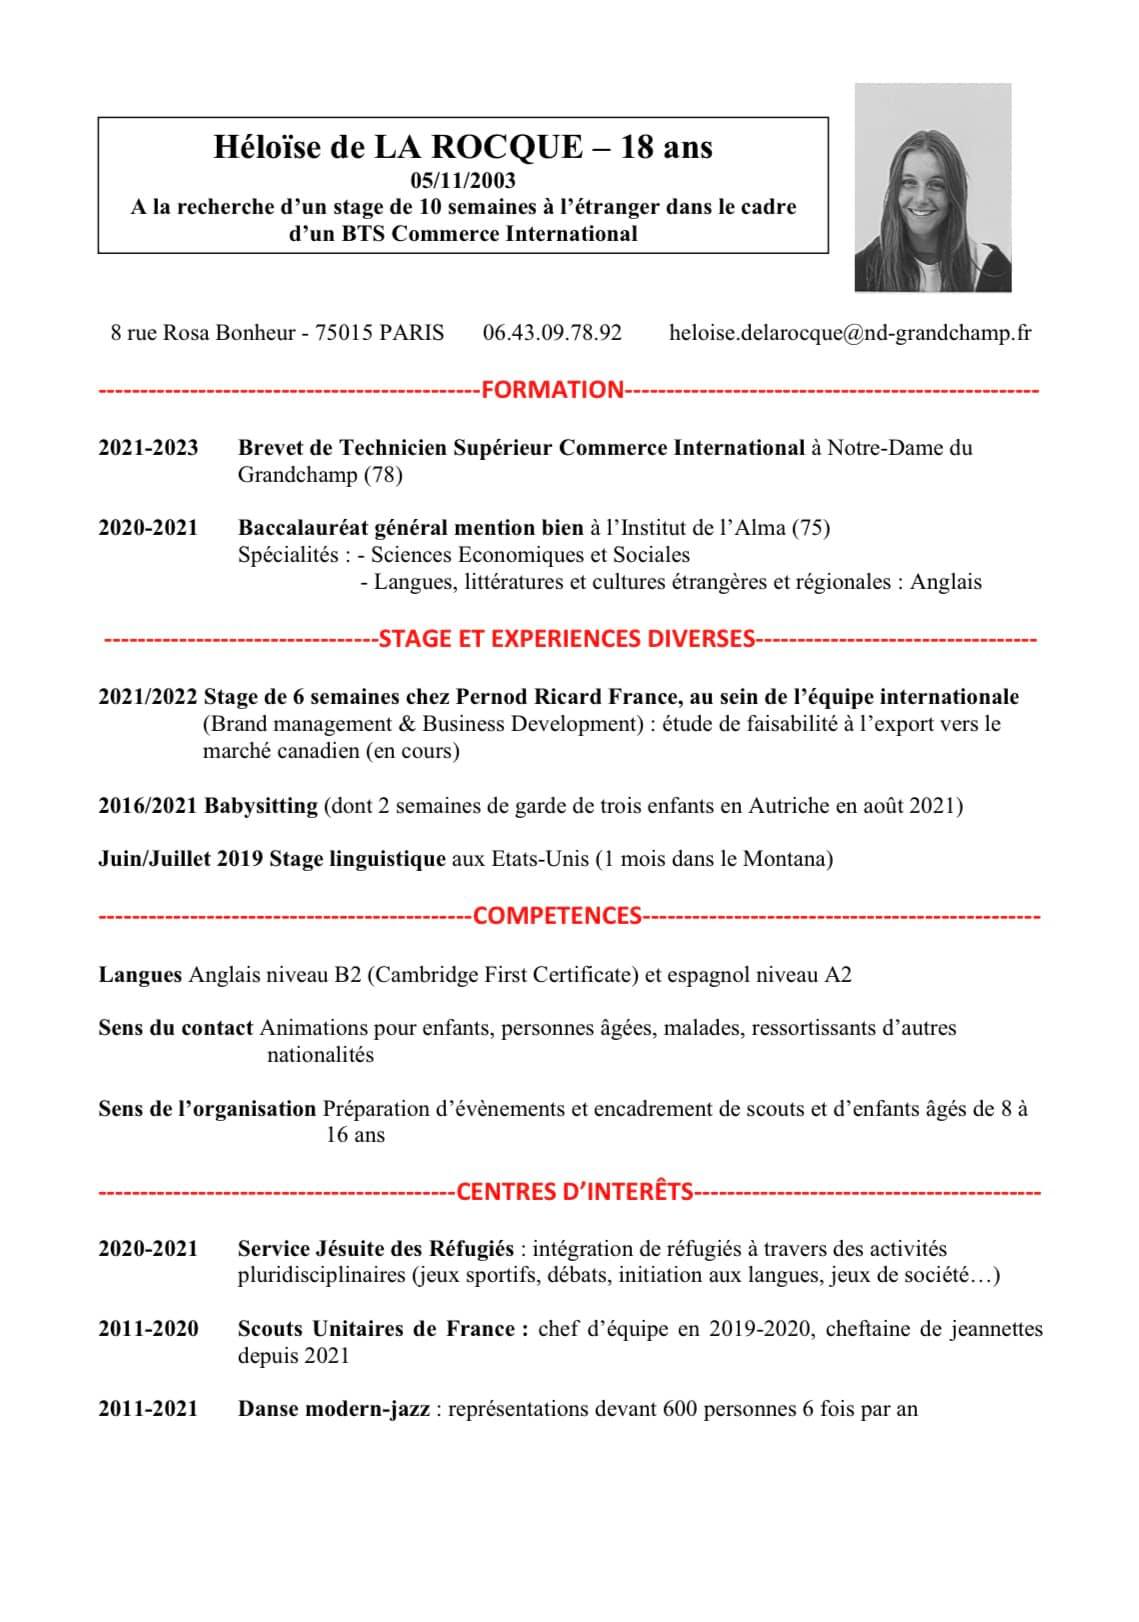 Héloïse de LA ROCQUE – 18 ans
05/11/2003
A la recherche d’un stage de 10 semaines à l’étranger dans le cadre
d’un BTS Commerce International
8 rue Rosa Bonheur - 75015 PARIS 06.43.09.78.92 heloise.delarocque@nd-grandchamp.fr
----------------------------------------------FORMATION--------------------------------------------------
2021-2023 Brevet de Technicien Supérieur Commerce International à Notre-Dame du
Grandchamp (78)
2020-2021 Baccalauréat général mention bien à l’Institut de l’Alma (75)
Spécialités : - Sciences Economiques et Sociales
- Langues, littératures et cultures étrangères et régionales : Anglais
---------------------------------STAGE ET EXPERIENCES DIVERSES----------------------------------
2021/2022 Stage de 6 semaines chez Pernod Ricard France, au sein de l’équipe internationale
(Brand management & Business Development) : étude de faisabilité à l’export vers le
marché canadien (en cours)
2016/2021 Babysitting (dont 2 semaines de garde de trois enfants en Autriche en août 2021)
Juin/Juillet 2019 Stage linguistique aux Etats-Unis (1 mois dans le Montana)
---------------------------------------------COMPETENCES------------------------------------------------
Langues Anglais niveau B2 (Cambridge First Certificate) et espagnol niveau A2
Sens du contact Animations pour enfants, personnes âgées, malades, ressortissants d’autres
nationalités
Sens de l’organisation Préparation d’évènements et encadrement de scouts et d’enfants âgés de 8 à
16 ans
-------------------------------------------CENTRES D’INTERÊTS------------------------------------------
2020-2021 Service Jésuite des Réfugiés : intégration de réfugiés à travers des activités
pluridisciplinaires (jeux sportifs, débats, initiation aux langues, jeux de société…)
2011-2020 Scouts Unitaires de France : chef d’équipe en 2019-2020, cheftaine de jeannettes
depuis 2021
2011-2021 Danse modern-jazz : représentations devant 600 personnes 6 fois par an